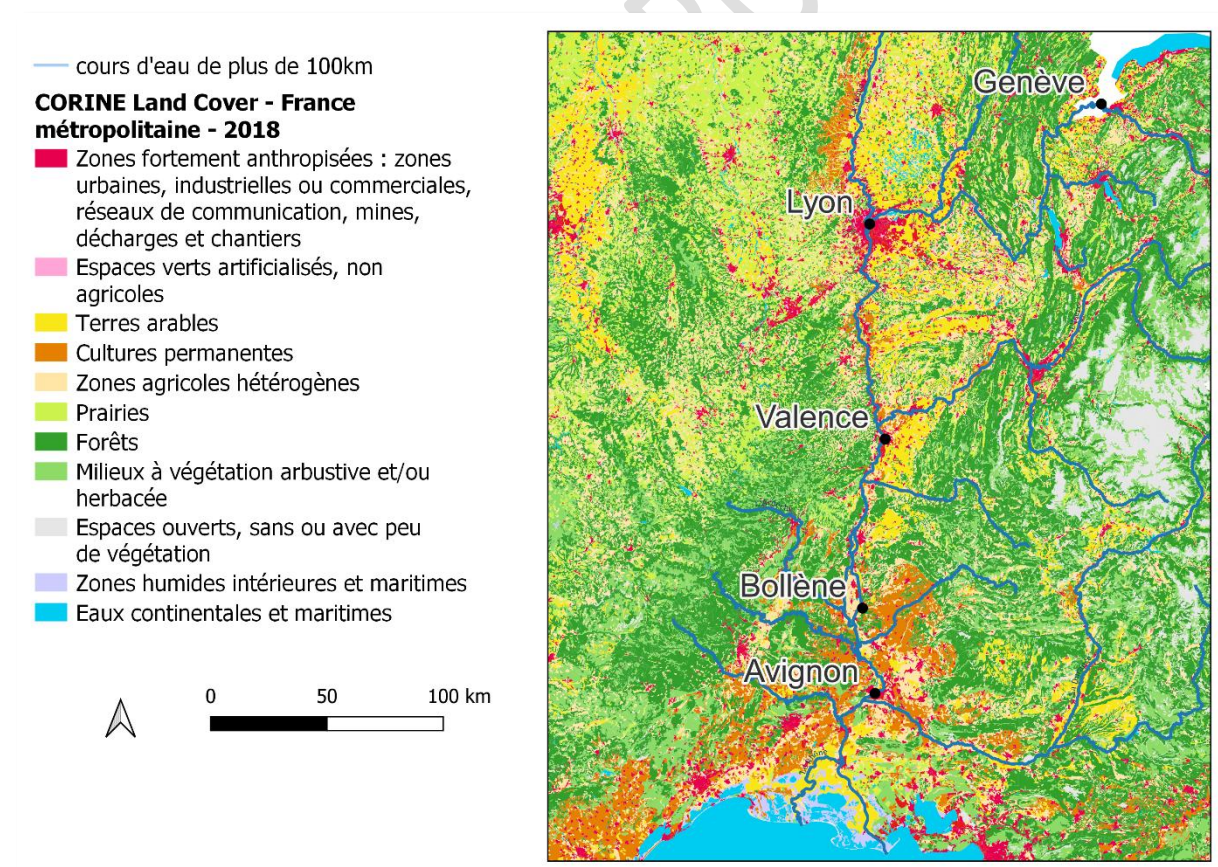 cours d'eau de plus de 100km
CORINE Land Cover - France
métropolitaine - 2018
Zones fortement anthropisées : zones
urbaines, industrielles ou commerciales,
réseaux de communication, mines,
décharges et chantiers
Espaces verts artificialisés, non
agricoles
Terres arables
Cultures permanentes
Zones agricoles hétérogènes
Prairies
Forêts
Milieux à végétation arbustive et/ou
herbacée
Espaces ouverts, sans ou avec peu
de végétation
Zones humides intérieures et maritimes
Eaux continentales et maritimes
0 50 100 km
Genève
Lyon
Valence
Bollène
Avignon